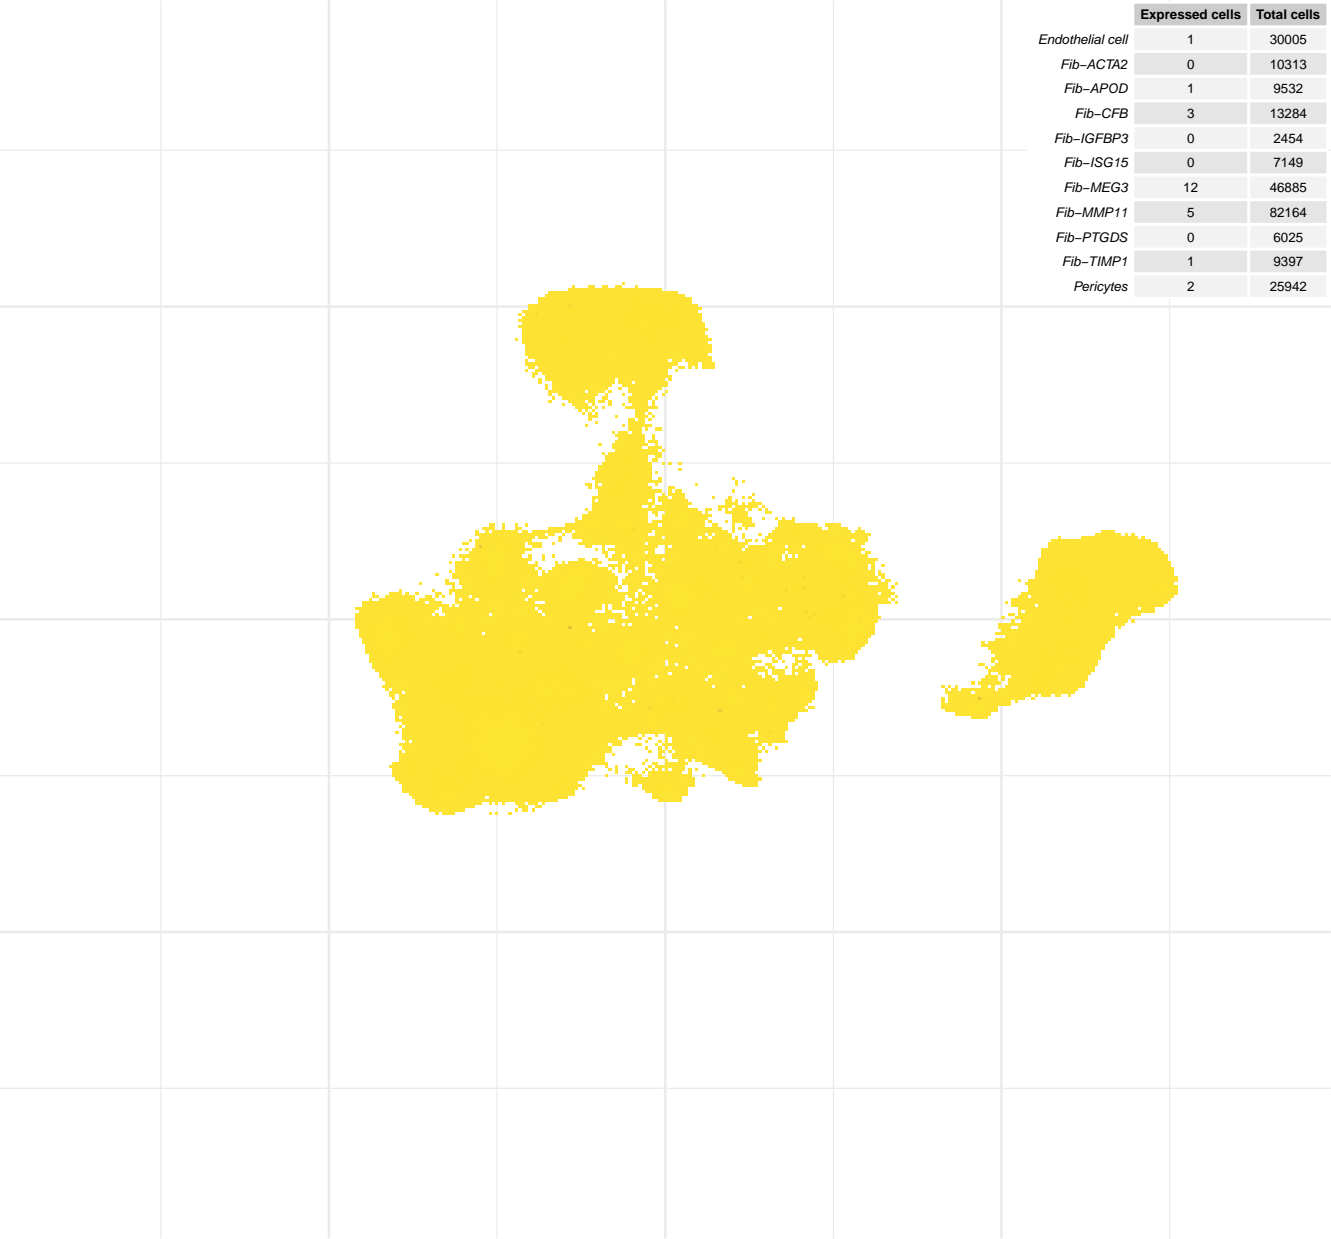 Expressed cells Total cells
Endothelial cell 1 30005
Fib−ACTA2 0 10313
Fib−APOD 1 9532
Fib−CFB 3 13284
Fib−IGFBP3 0 2454
Fib−ISG15 0 7149
Fib−MEG3 12 46885
Fib−MMP11 5 82164
Fib−PTGDS 0 6025
Fib−TIMP1 1 9397
Pericytes 2 25942